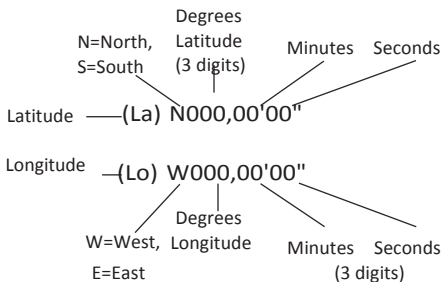 Degrees
N=North,
Latitude
S=South
(3 digits)
Minutes Seconds
Latitude
(La) N000,00'00"
Longitude
(Lo) W000,00'00"
Degrees
W=West,
Longitude
E=East
Minutes Seconds
(3 digits)